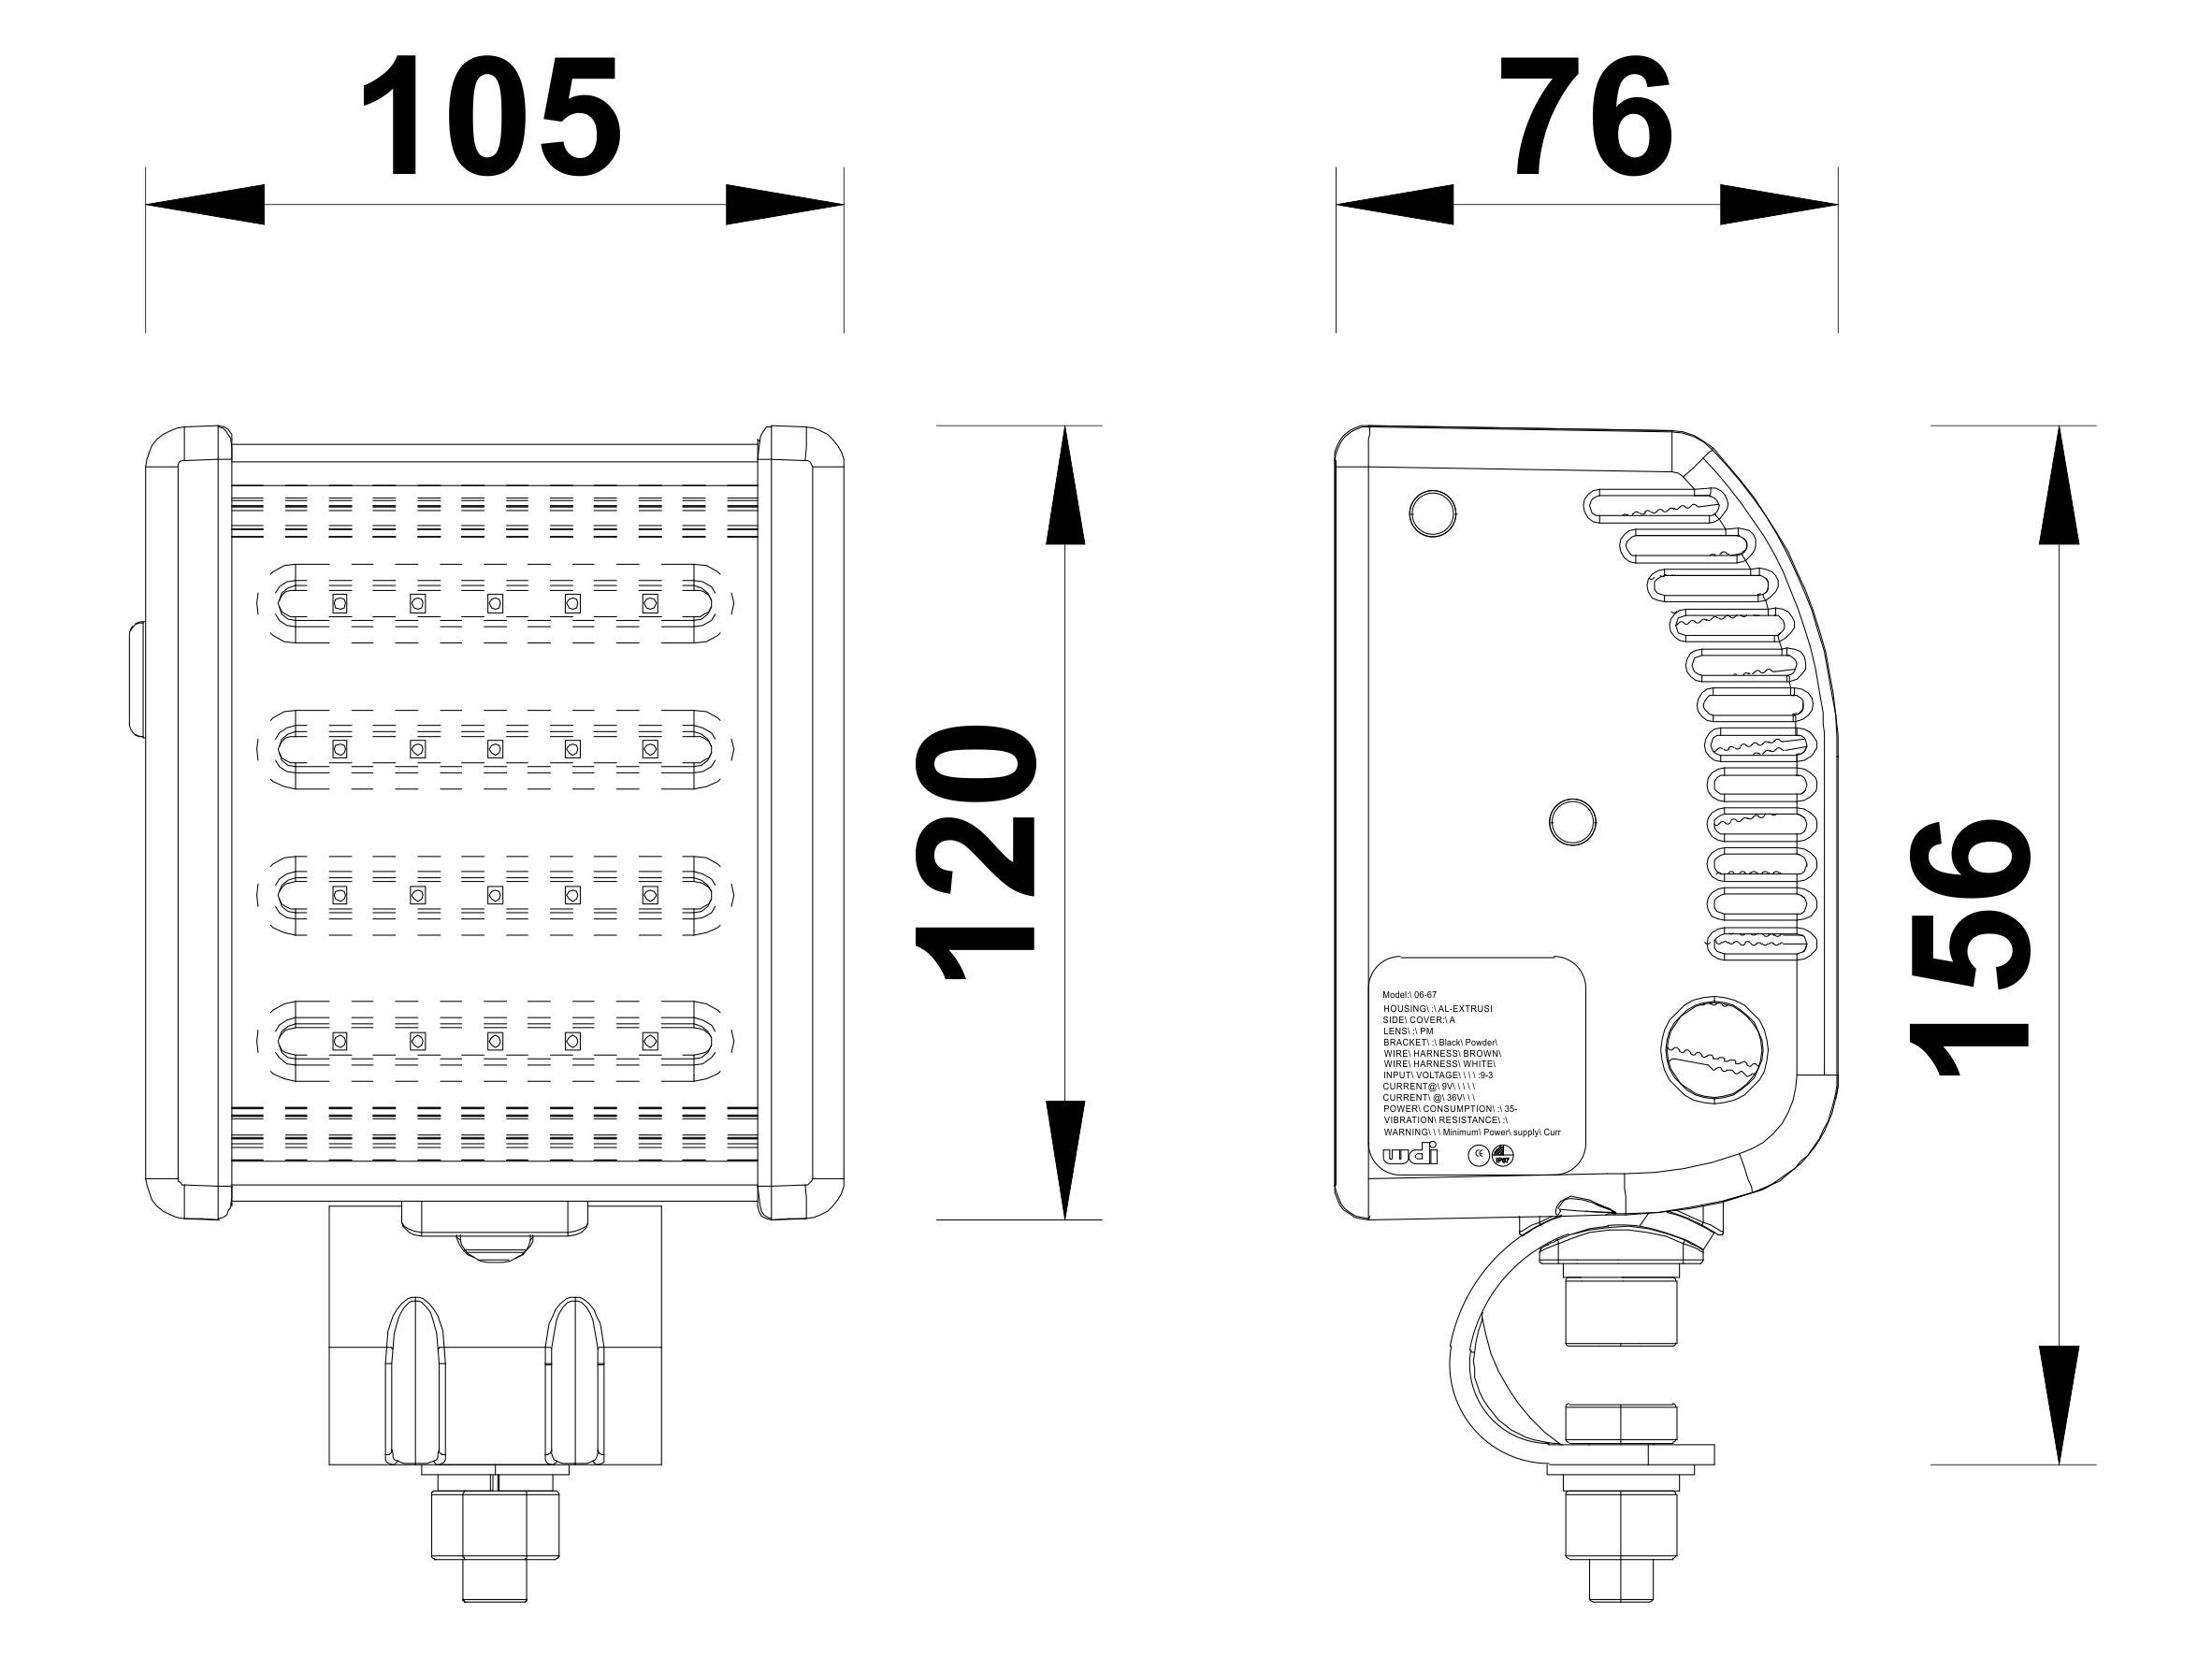 105
76
120
156
Model:\ 06-67
HOUSING\ :\ AL-EXTRUSI
SIDE\ COVER:\ A
LENS\ :\ PM
BRACKET\ :\ Black\ Powder\
WIRE\ HARNESS\ BROWN\
WIRE\ HARNESS\ WHITE\
INPUT\ VOLTAGE\ \ \ \ :9-3
CURRENT@\ 9V\ \ \ \ \
CURRENT\ @\ 36V\ \ \
POWER\ CONSUMPTION\ :\ 35-
VIBRATION\ RESISTANCE\ :\
WARNING\ \ \ Minimum\ Power\ supply\ Curr
wdi CE IP67